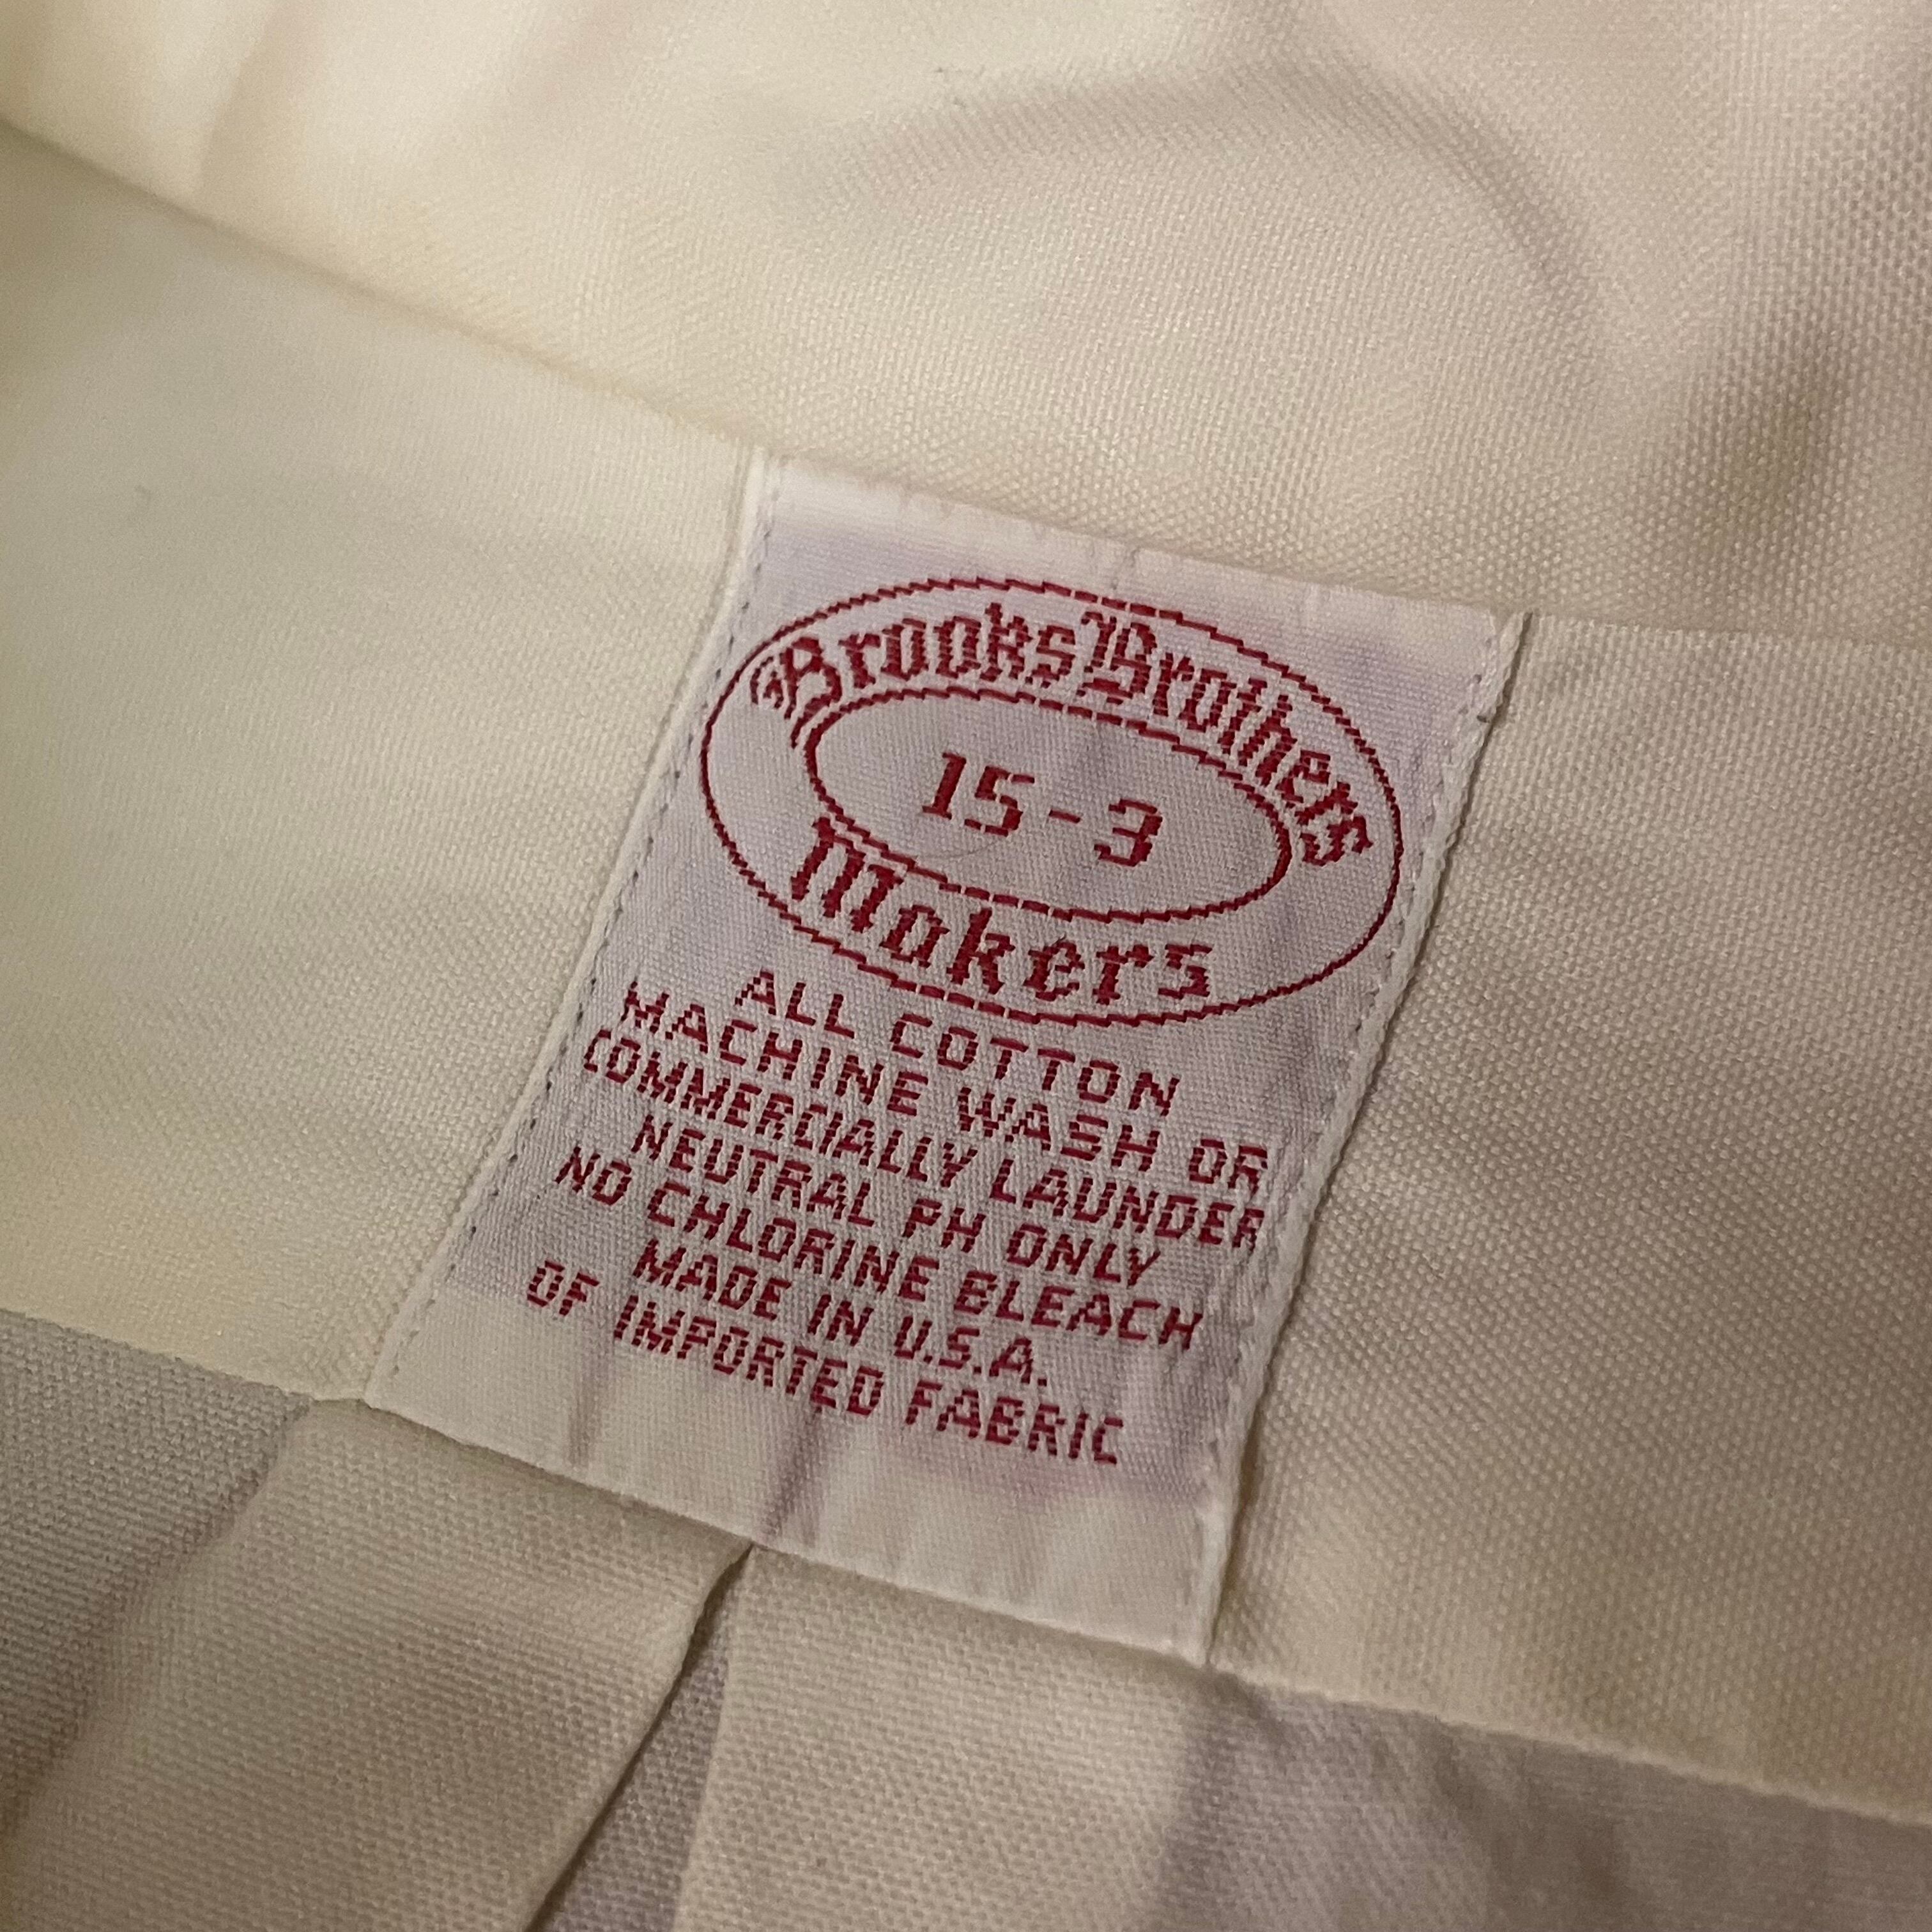 Brooks Brothers
15-3
Makers
ALL COTTON
MACHINE WASH OR
COMMERCIALLY LAUNDER
NEUTRAL PH ONLY
NO CHLORINE BLEACH
MADE IN U.S.A.
OF IMPORTED FABRIC